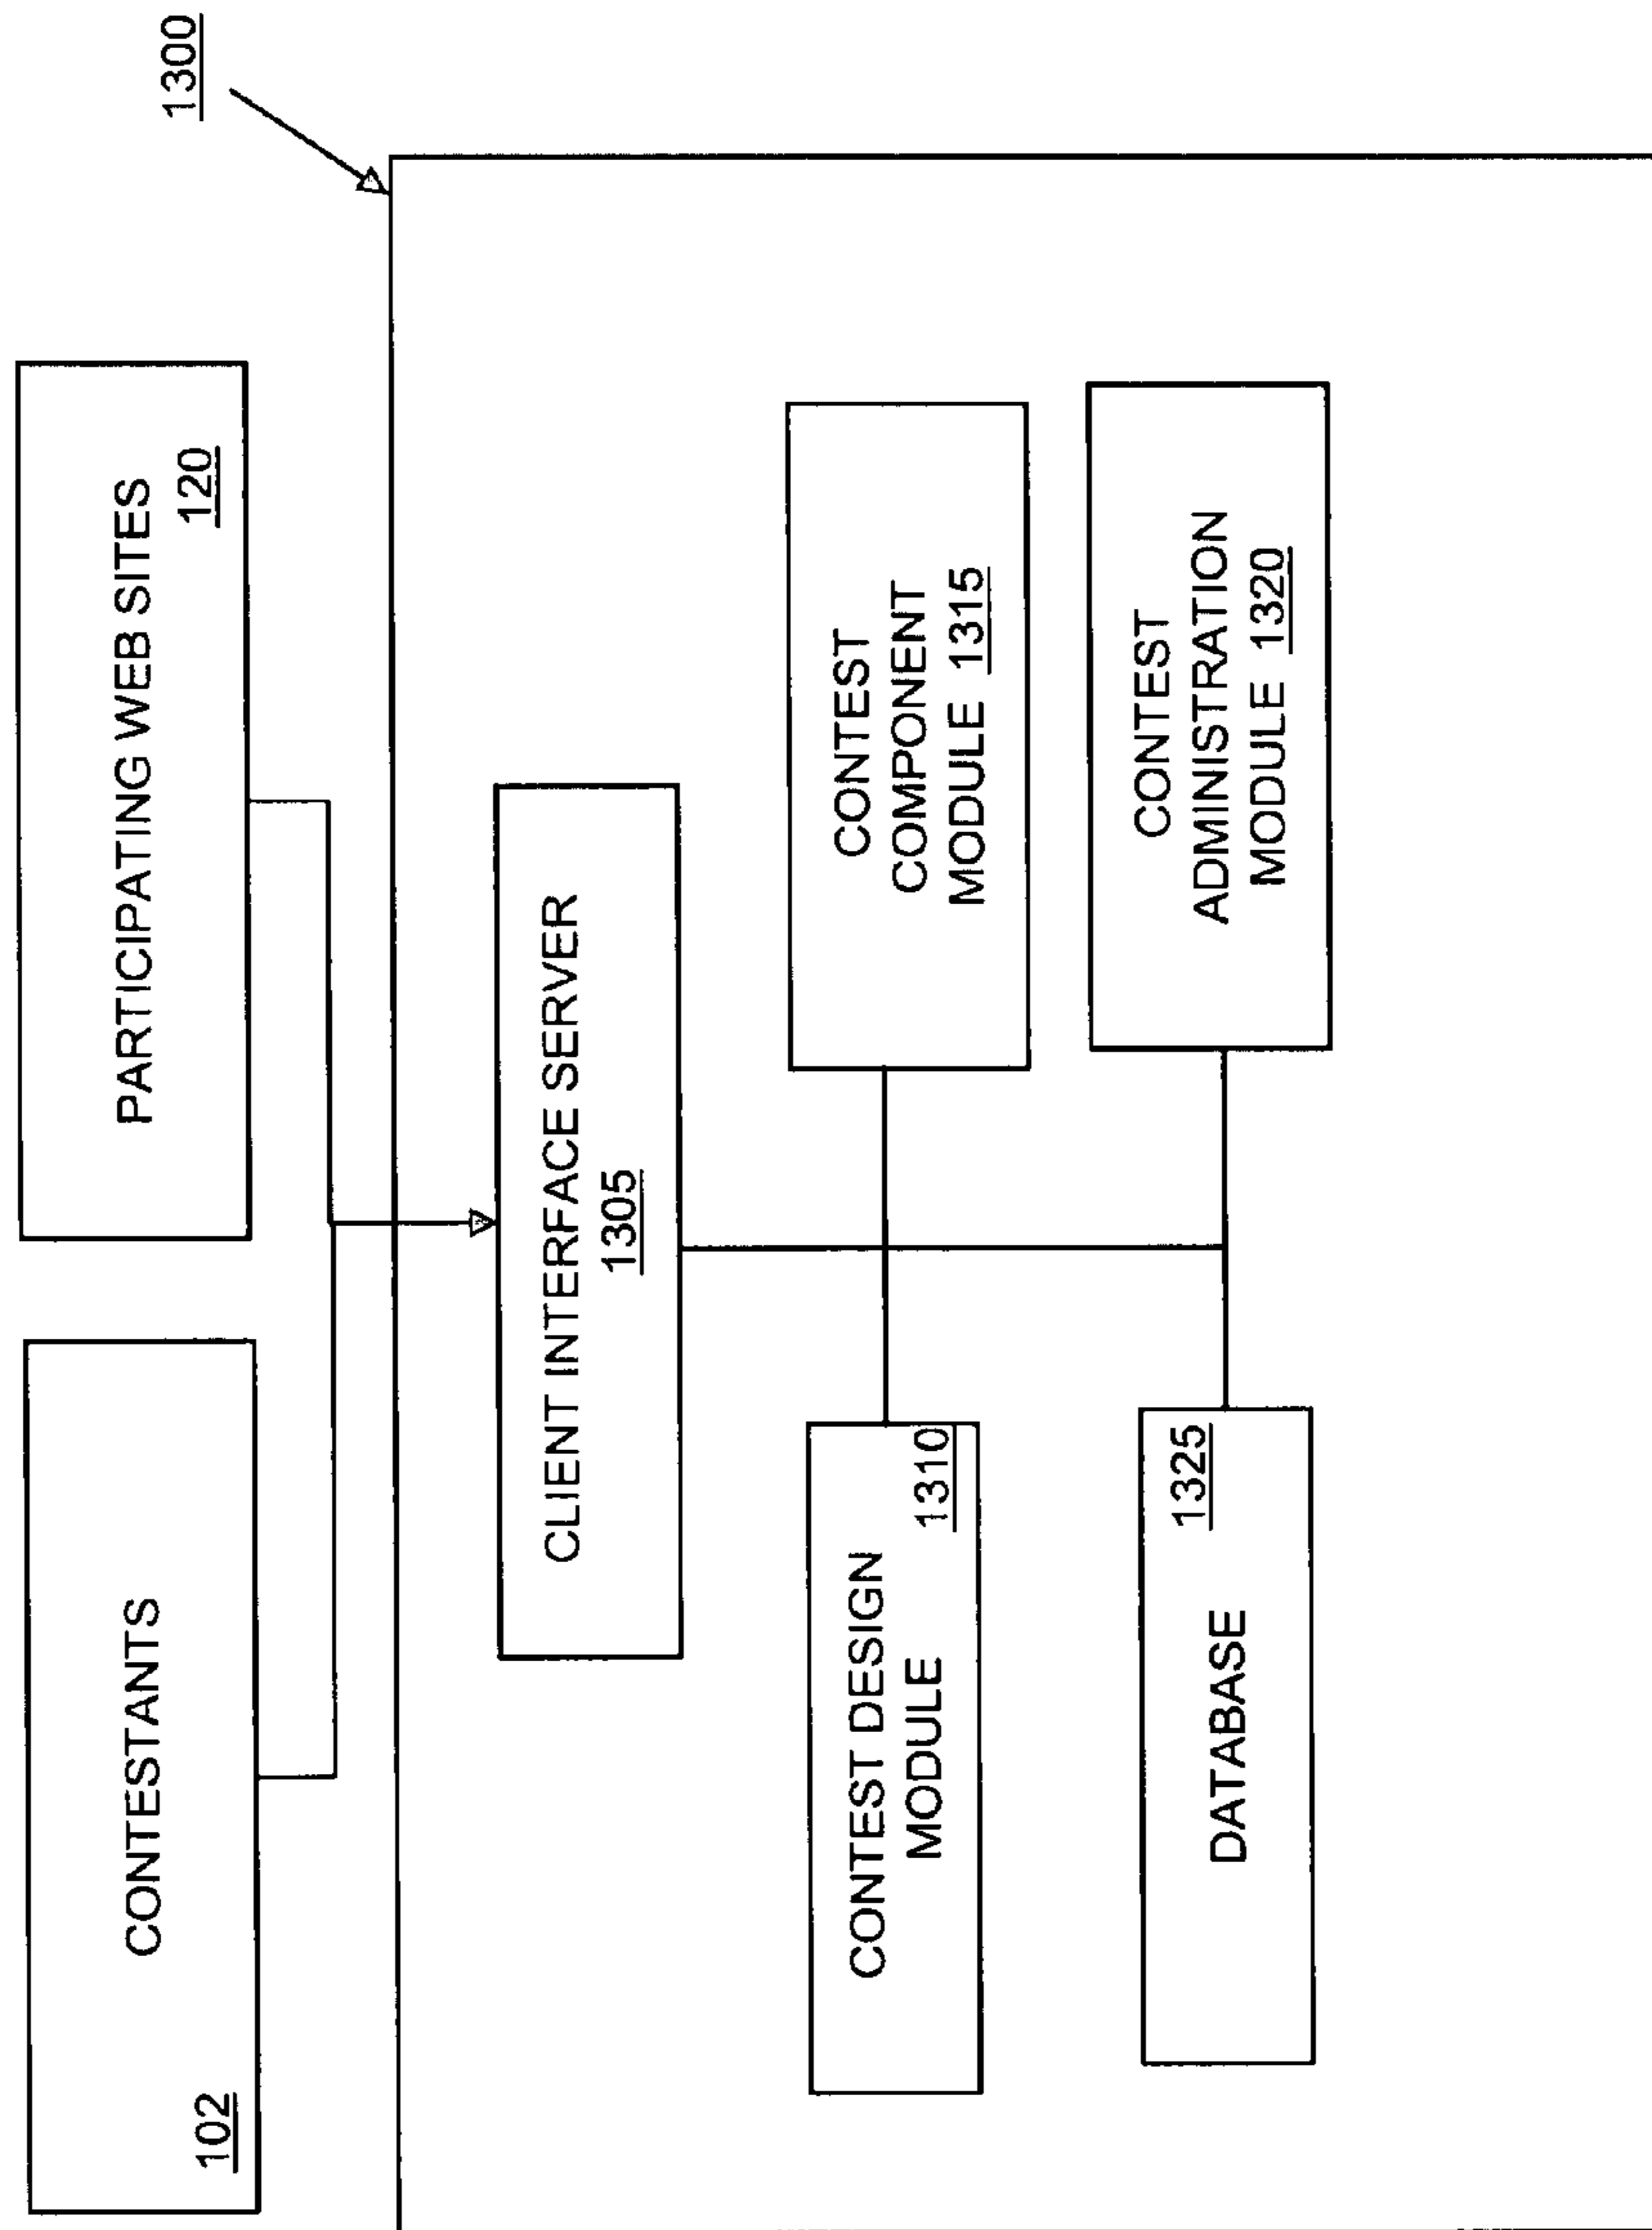 1300
CONTESTANTS
102
PARTICIPATING WEB SITES
120
CLIENT INTERFACE SERVER
1305
CONTEST DESIGN
MODULE
1310
CONTEST
COMPONENT
MODULE 1315
DATABASE
1325
CONTEST
ADMINISTRATION
MODULE 1320